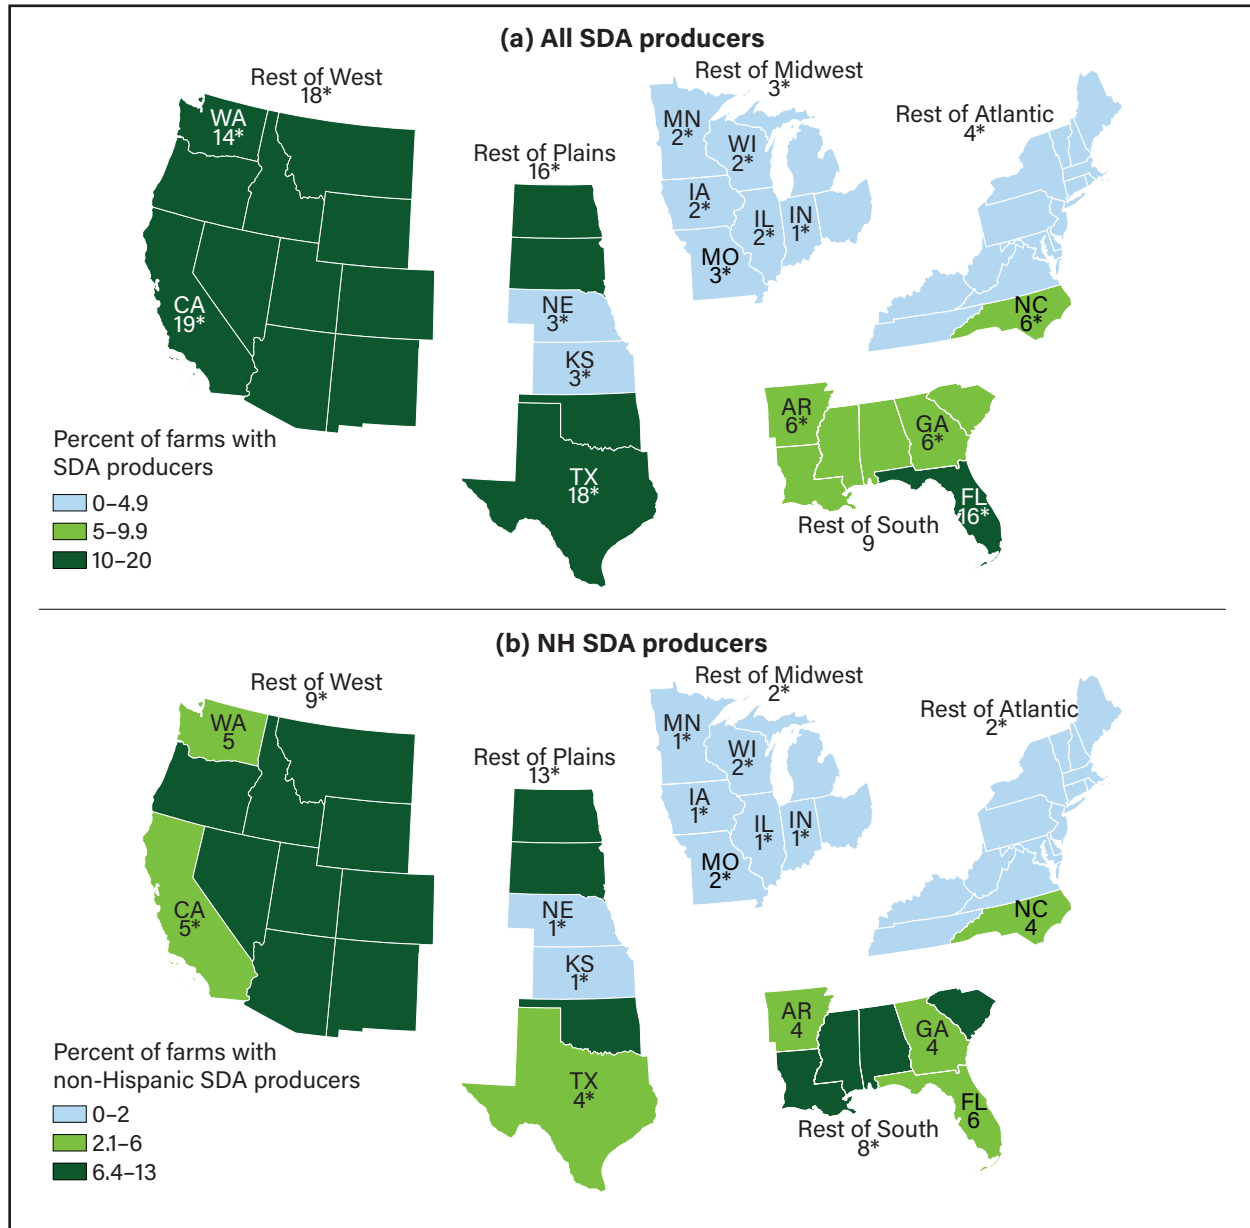 (a) All SDA producers
Rest of West
18*
WA
14*
CA
19*
Rest of Plains
16*
NE
3*
KS
3*
TX
18*
Rest of Midwest
3*
MN
2*
WI
2*
IA
2*
IL
2*
IN
1*
MO
3*
Rest of Atlantic
4*
NC
6*
AR
6*
GA
6*
FL
16*
Rest of South
9
Percent of farms with
SDA producers
0–4.9
5–9.9
10–20
(b) NH SDA producers
Rest of West
9*
WA
5
CA
5*
Rest of Plains
13*
NE
1*
KS
1*
TX
4*
Rest of Midwest
2*
MN
1*
WI
2*
IA
1*
IL
1*
IN
1*
MO
2*
Rest of Atlantic
2*
NC
4
AR
4
GA
4
FL
6
Rest of South
8*
Percent of farms with
non-Hispanic SDA producers
0–2
2.1–6
6.4–13